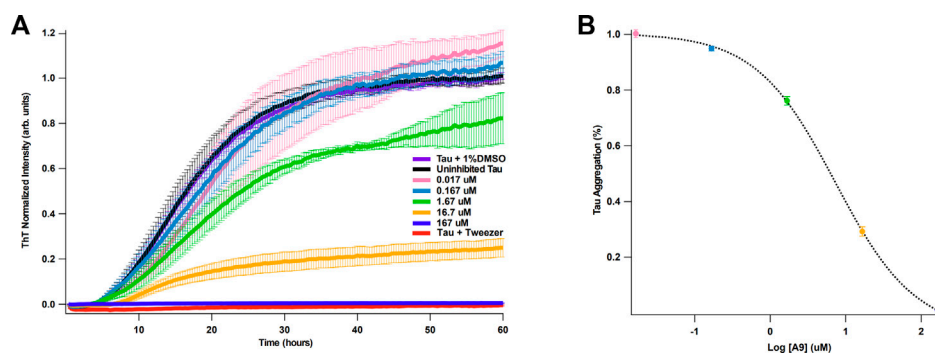 A
B
ThT Normalized Intensity (arb. units)
1.2
1.0
0.8
0.6
0.4
0.2
0.0
10
20
30
40
50
60
Time (hours)
Tau + 1%DMSO
Uninhibited Tau
0.017 uM
0.167 uM
1.67 uM
16.7 uM
167 uM
Tau + Tweezer
Tau Aggregation (%)
1.0
0.8
0.6
0.4
0.2
-1
0
1
2
Log [A9] (uM)